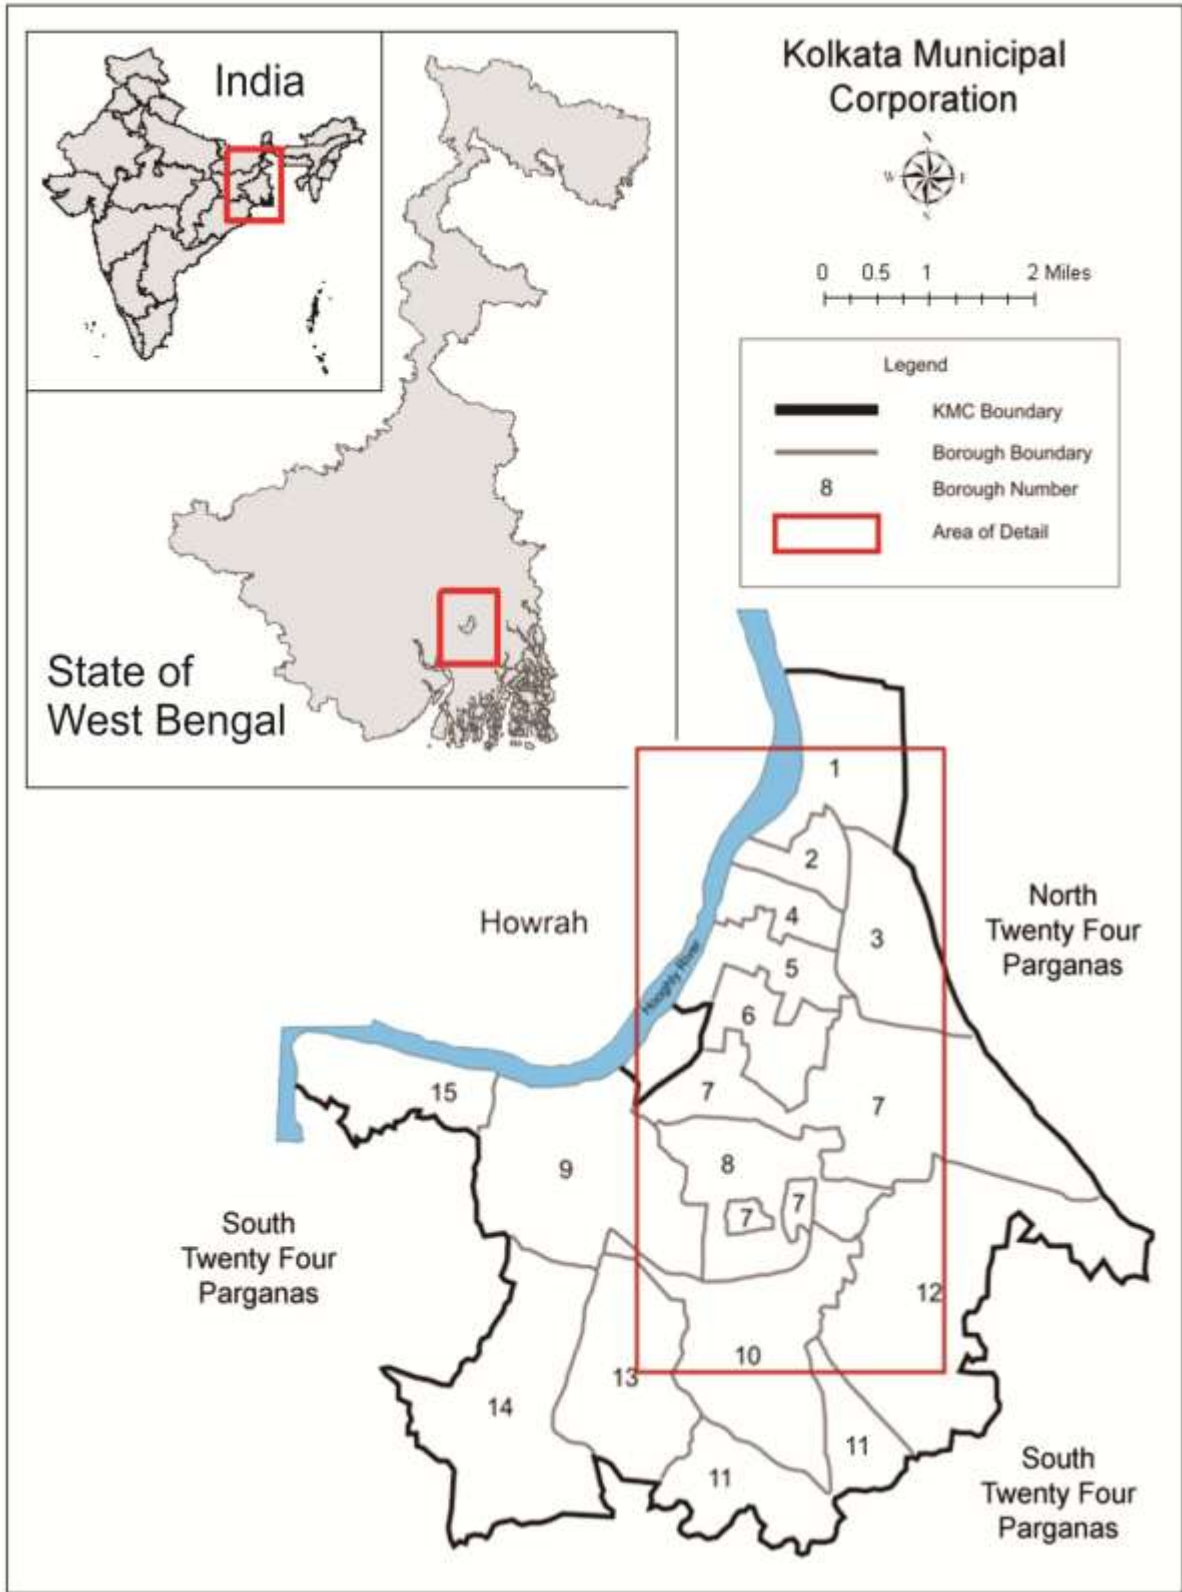 India
State of
West Bengal
Kolkata Municipal
Corporation
N
W
E
S
0 0.5 1 2 Miles
Legend
KMC Boundary
Borough Boundary
8
Borough Number
Area of Detail
1
2
Howrah
North
Twenty Four
Parganas
4
3
5
Hooghly River
6
15
7
7
9
8
7
7
South
Twenty Four
Parganas
12
10
13
14
11
11
South
Twenty Four
Parganas